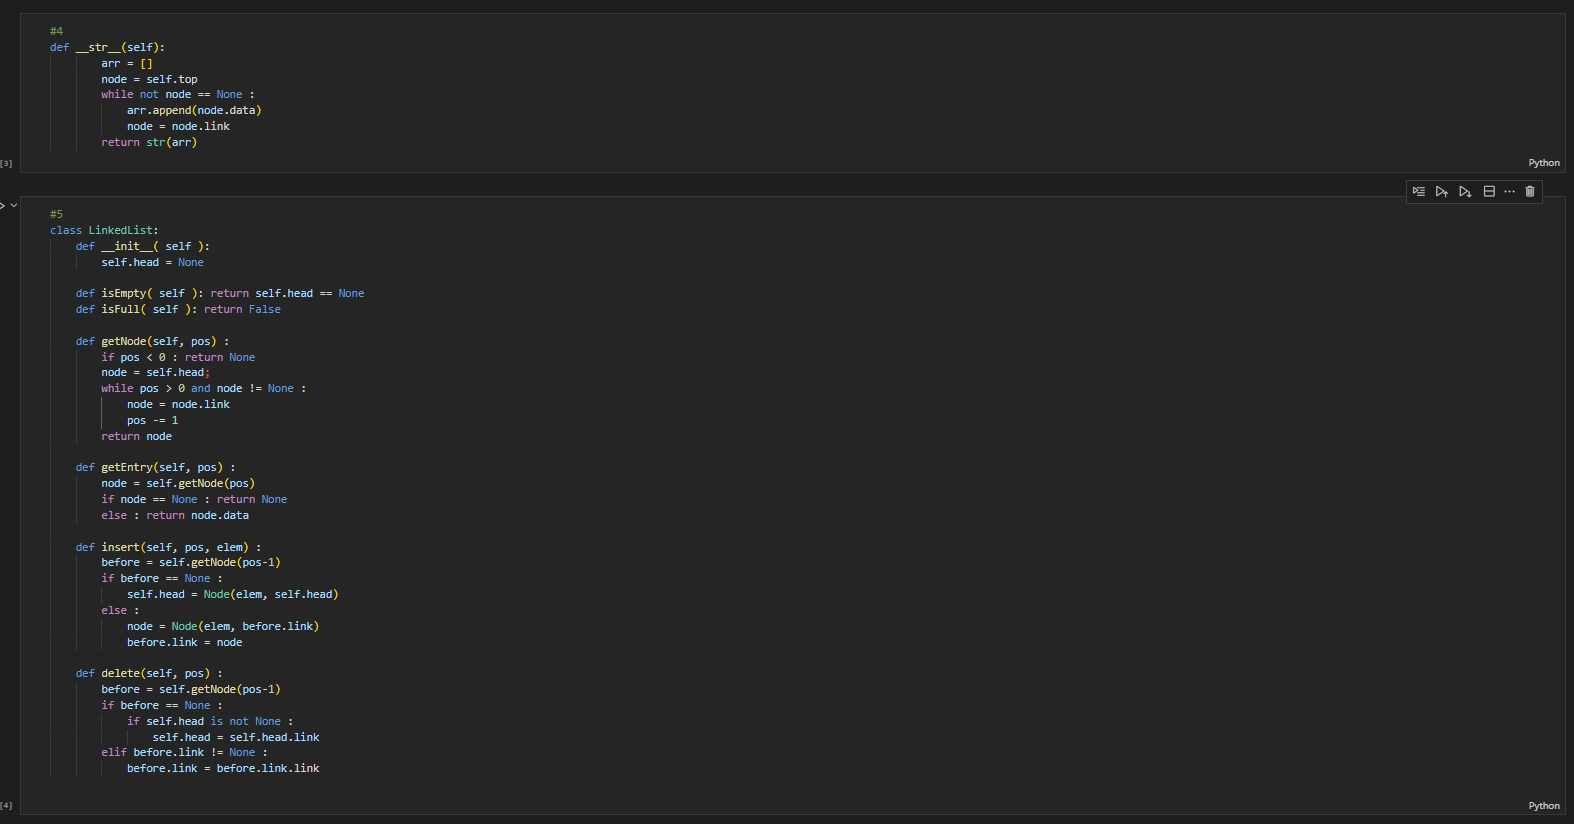 #4
def __str__(self):
        arr = []
        node = self.top
        while not node == None :
            arr.append(node.data)
            node = node.link
        return str(arr)
[3]
Python
#5
class LinkedList:
    def __init__( self ):
        self.head = None

    def isEmpty( self ): return self.head == None
    def isFull( self ): return False

    def getNode(self, pos) :
        if pos < 0 : return None
        node = self.head;
        while pos > 0 and node != None :
            node = node.link
            pos -= 1
        return node

    def getEntry(self, pos) :
        node = self.getNode(pos)
        if node == None : return None
        else : return node.data

    def insert(self, pos, elem) :
        before = self.getNode(pos-1)
        if before == None :
            self.head = Node(elem, self.head)
        else :
            node = Node(elem, before.link)
            before.link = node

    def delete(self, pos) :
        before = self.getNode(pos-1)
        if before == None :
            if self.head is not None :
                self.head = self.head.link
        elif before.link != None :
            before.link = before.link.link
[4]
Python